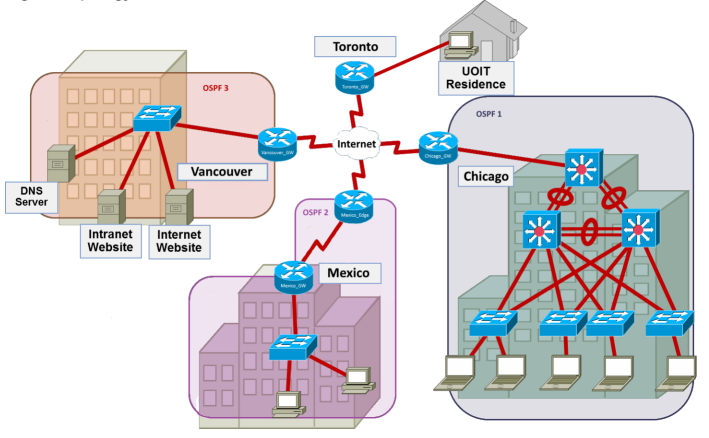 Toronto
UOIT
Residence
Toronto_GW
OSPF 3
OSPF 1
Internet
Vancouver_GW
Chicago_GW
Vancouver
Chicago
DNS
Server
Intranet
Website
Internet
Website
OSPF 2
Mexico_Edge
Mexico
Mexico_GW